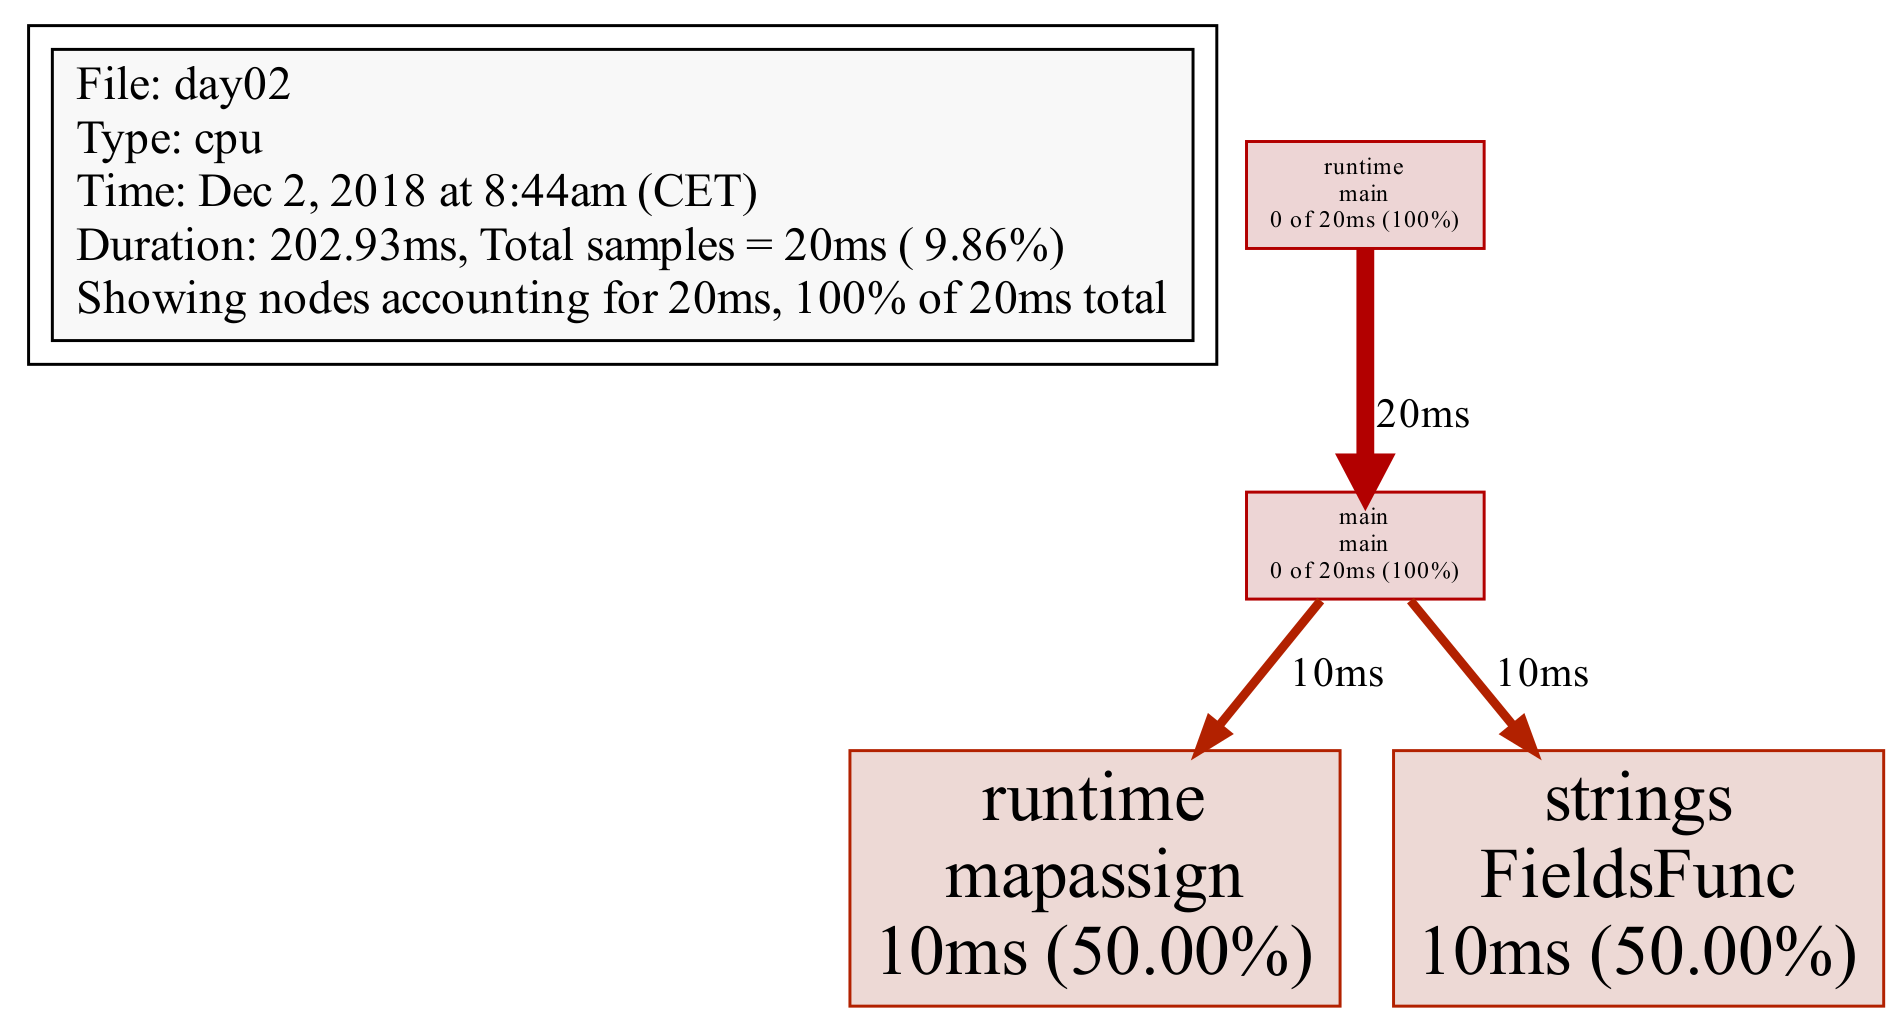 File: day02
Type: cpu
Time: Dec 2, 2018 at 8:44am (CET)
Duration: 202.93ms, Total samples = 20ms ( 9.86%)
Showing nodes accounting for 20ms, 100% of 20ms total
runtime
main
0 of 20ms (100%)
20ms
main
main
0 of 20ms (100%)
10ms
10ms
runtime
mapassign
10ms (50.00%)
strings
FieldsFunc
10ms (50.00%)